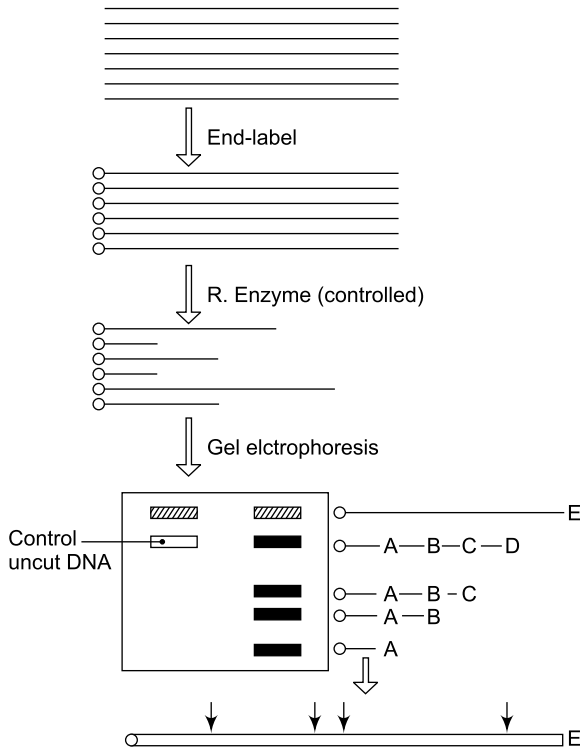 End-label
R. Enzyme (controlled)
Gel elctrophoresis
E
Control
uncut DNA
A B C D
A B C
A B
A
E